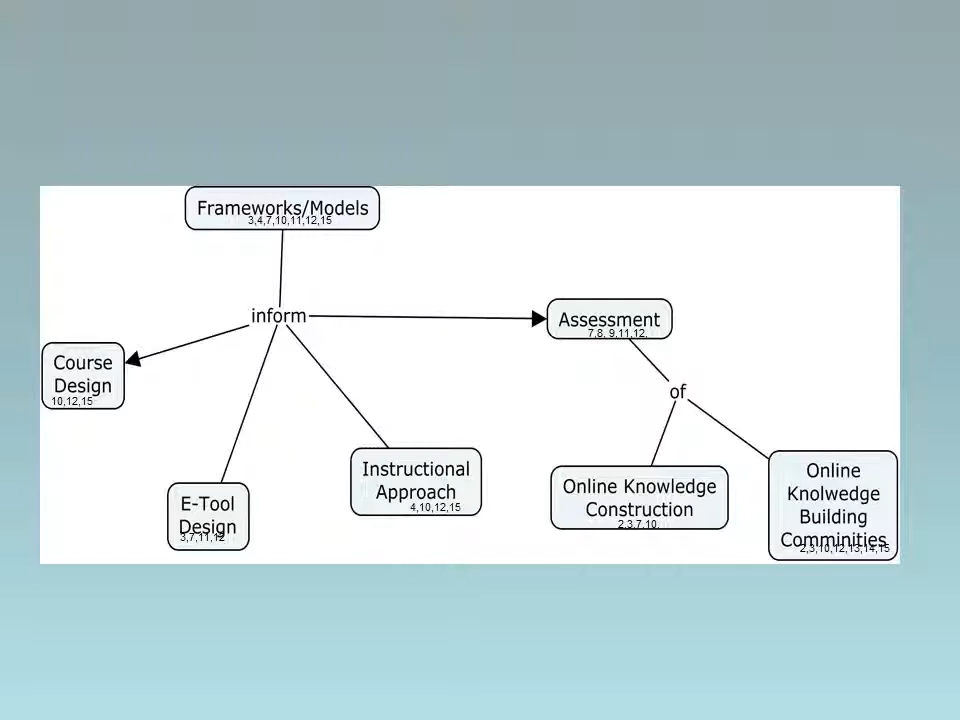 Frameworks/Models
3,4,7,10,11,12,15
inform
Assessment
7,8, 9,11,12,
Course
Design
10,12,15
of
Instructional
Approach
4,10,12,15
E-Tool
Design
3,7,11,12
Online Knowledge
Construction
2,3,7,10,
Online
Knolwedge
Building
Comminities
2,3,10,12,13,14,15